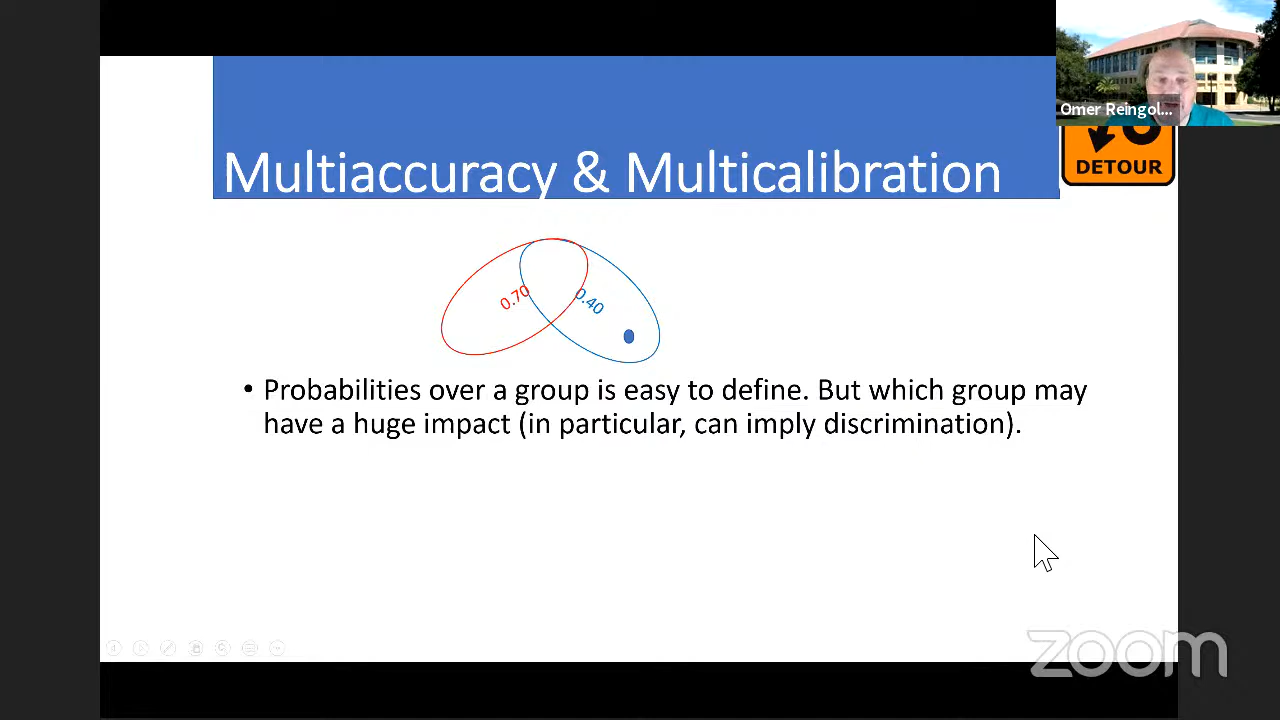 Omer Reingol...
DETOUR
Multiaccuracy & Multicalibration
0.70
0.40
• Probabilities over a group is easy to define. But which group may
have a huge impact (in particular, can imply discrimination).
zoom